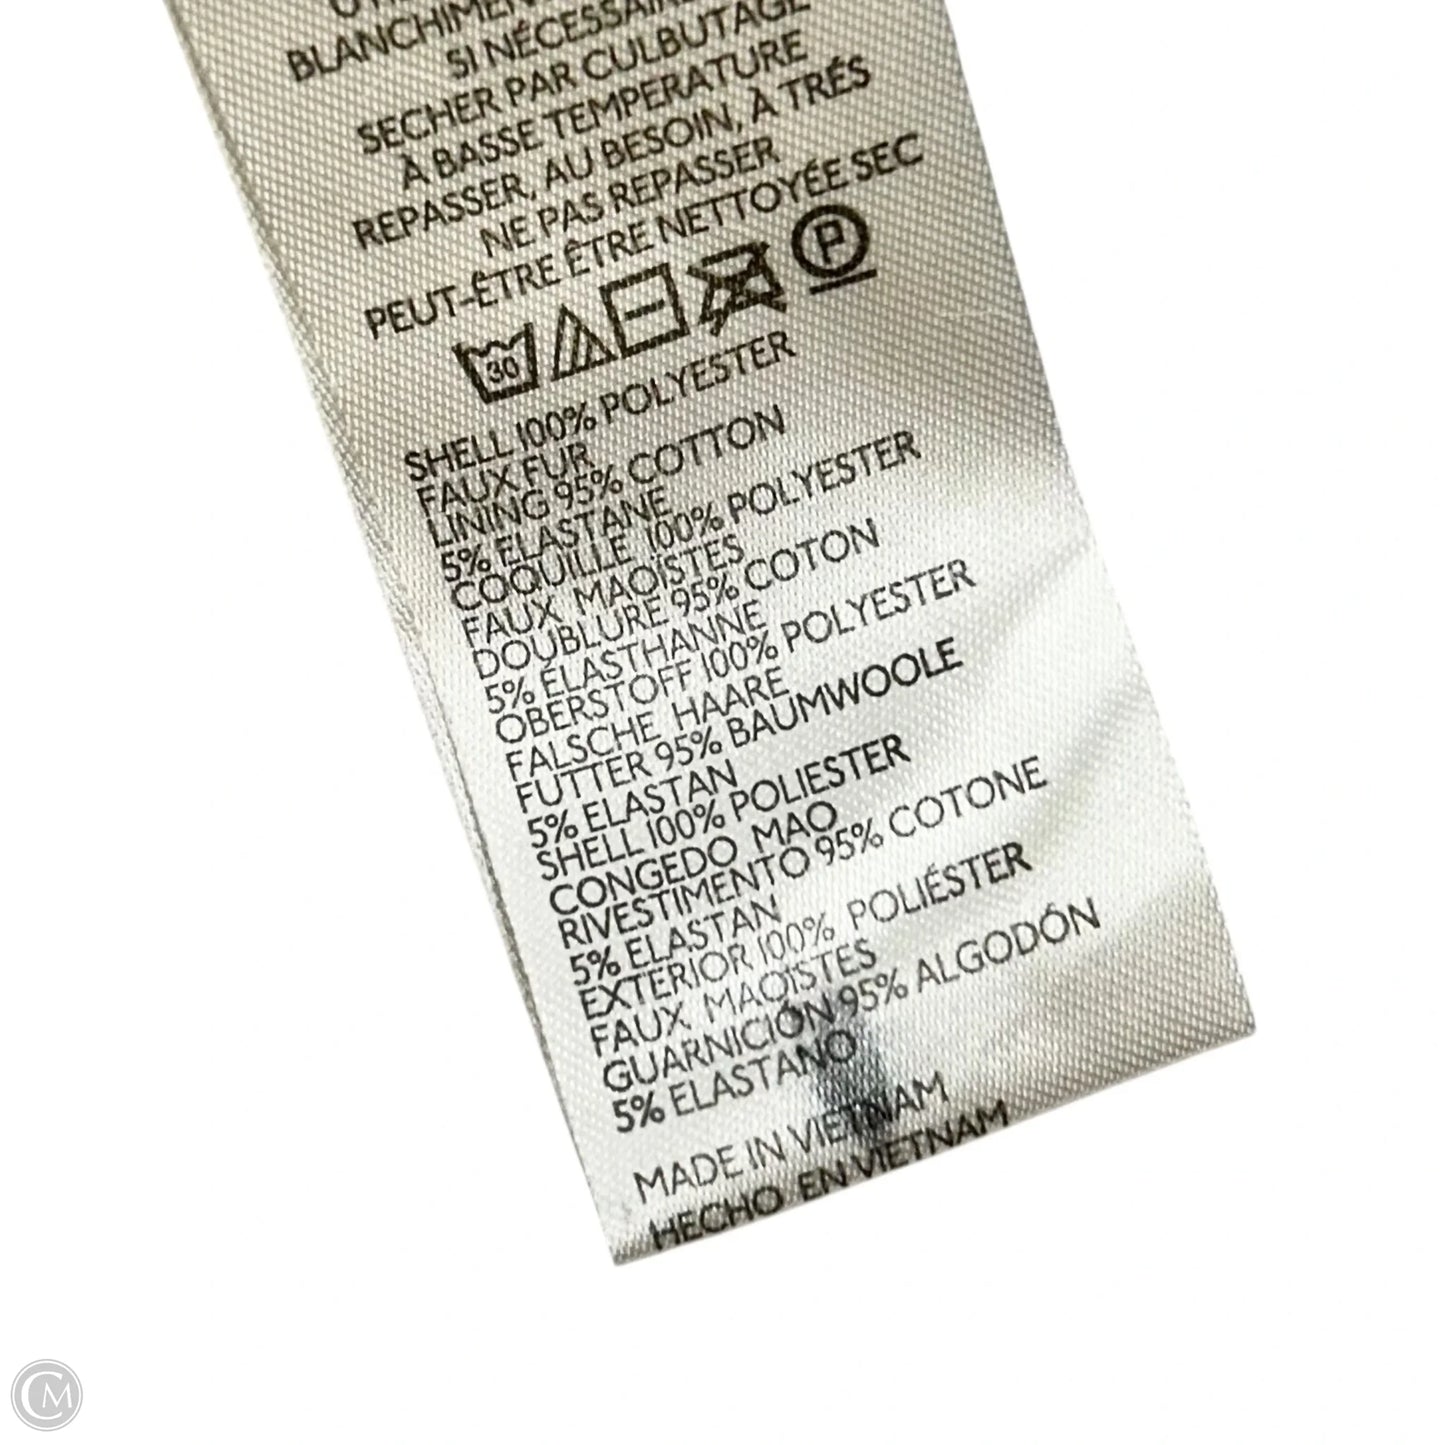 BLANCHIMEN
SI NÉCESSAIRE
SECHER PAR CULBUTAGE
À BASSE TEMPERATURE
REPASSER, AU BESOIN, À TRÉS
NE PAS REPASSER
PEUT-ÊTRE ÊTRE NETTOYÉE SEC
30 P
SHELL 100% POLYESTER
FAUX FUR
LINING 95% COTTON
5% ELASTANE
COQUILLE 100% POLYESTER
FAUX MAOÏSTES
DOUBLURE 95% COTON
5% ÉLASTHANNE
OBERSTOFF 100% POLYESTER
FALSCHE HAARE
FUTTER 95% BAUMWOOLE
5% ELASTAN
SHELL 100% POLIESTER
CONGEDO MAO
RIVESTIMENTO 95% COTONE
5% ELASTAN
EXTERIOR 100% POLIÉSTER
FAUX MAOÏSTES
GUARNICIÓN 95% ALGODÓN
5% ELASTANO
MADE IN VIETNAM
HECHO EN VIETNAM
CM